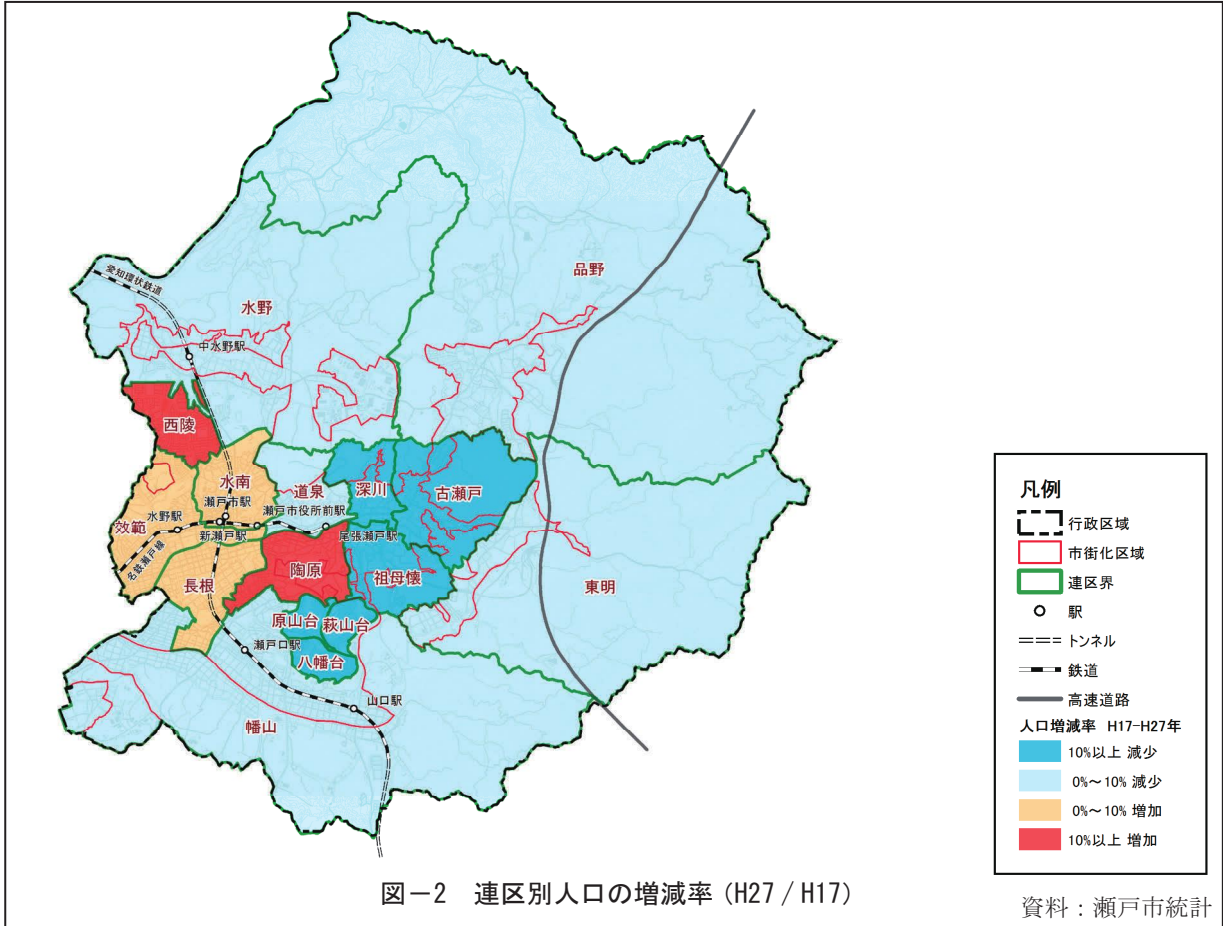 愛知環状鉄道
品野
水野
中水野駅
西陵
水南
瀬戸市駅
道泉
深川
古瀬戸
瀬戸市役所前駅
水野駅
効範
新瀬戸駅
尾張瀬戸駅
名鉄瀬戸線
長根
陶原
祖母懐
東明
原山台
萩山台
瀬戸口駅
八幡台
山口駅
幡山
凡例
行政区域
市街化区域
連区界
駅
トンネル
鉄道
高速道路
人口増減率 H17-H27年
10%以上 減少
0%～10% 減少
0%～10% 増加
10%以上 増加
図－2 連区別人口の増減率 (H27 / H17)
資料：瀬戸市統計